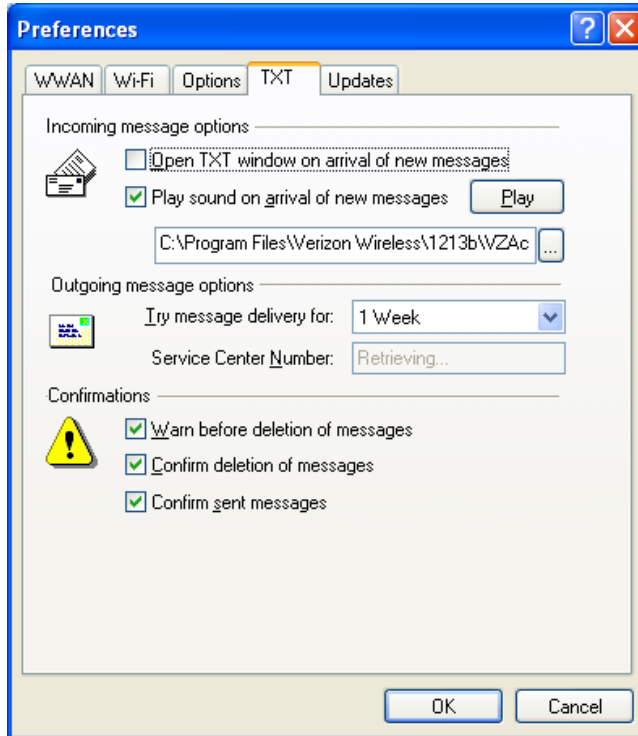 Preferences
WWAN Wi-Fi Options TXT Updates
Incoming message options
Open TXT window on arrival of new messages
Play sound on arrival of new messages Play
C:\Program Files\Verizon Wireless\1213b\VZAc ...
Outgoing message options
Try message delivery for: 1 Week
Service Center Number: Retrieving...
Confirmations
Warn before deletion of messages
Confirm deletion of messages
Confirm sent messages
OK Cancel